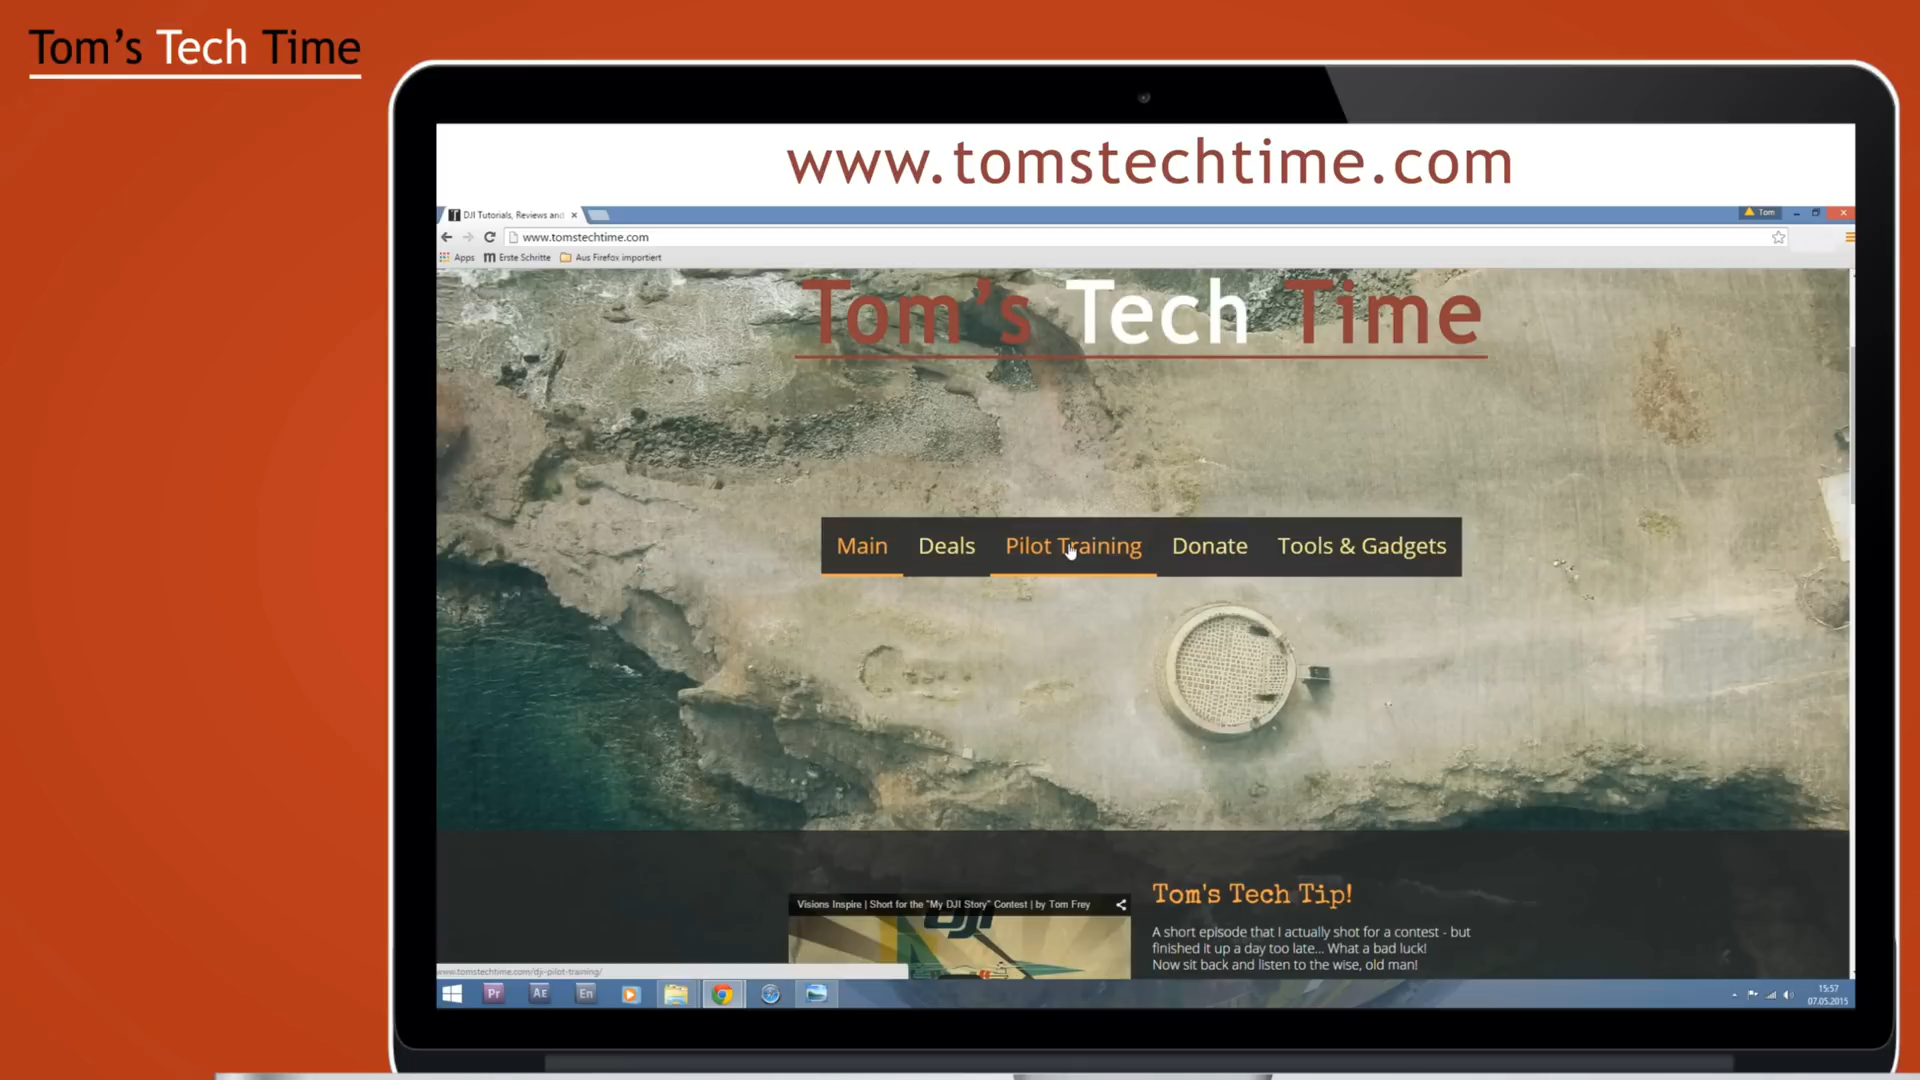 Tom's Tech Time
www.tomstechtime.com
DJI Tutorials, Reviews and
Tom
www.tomstechtime.com
Apps Erste Schritte Aus Firefox importiert
Tom's Tech Time
Main Deals Pilot Training Donate Tools & Gadgets
Tom's Tech Tip!
Visions Inspire | Short for the "My DJI Story" Contest | by Tom Frey
DJI
A short episode that I actually shot for a contest - but
finished it up a day too late... What a bad luck!
Now sit back and listen to the wise, old man!
www.tomstechtime.com/dji-pilot-training/
Pr AE En
15:57
07.05.2015